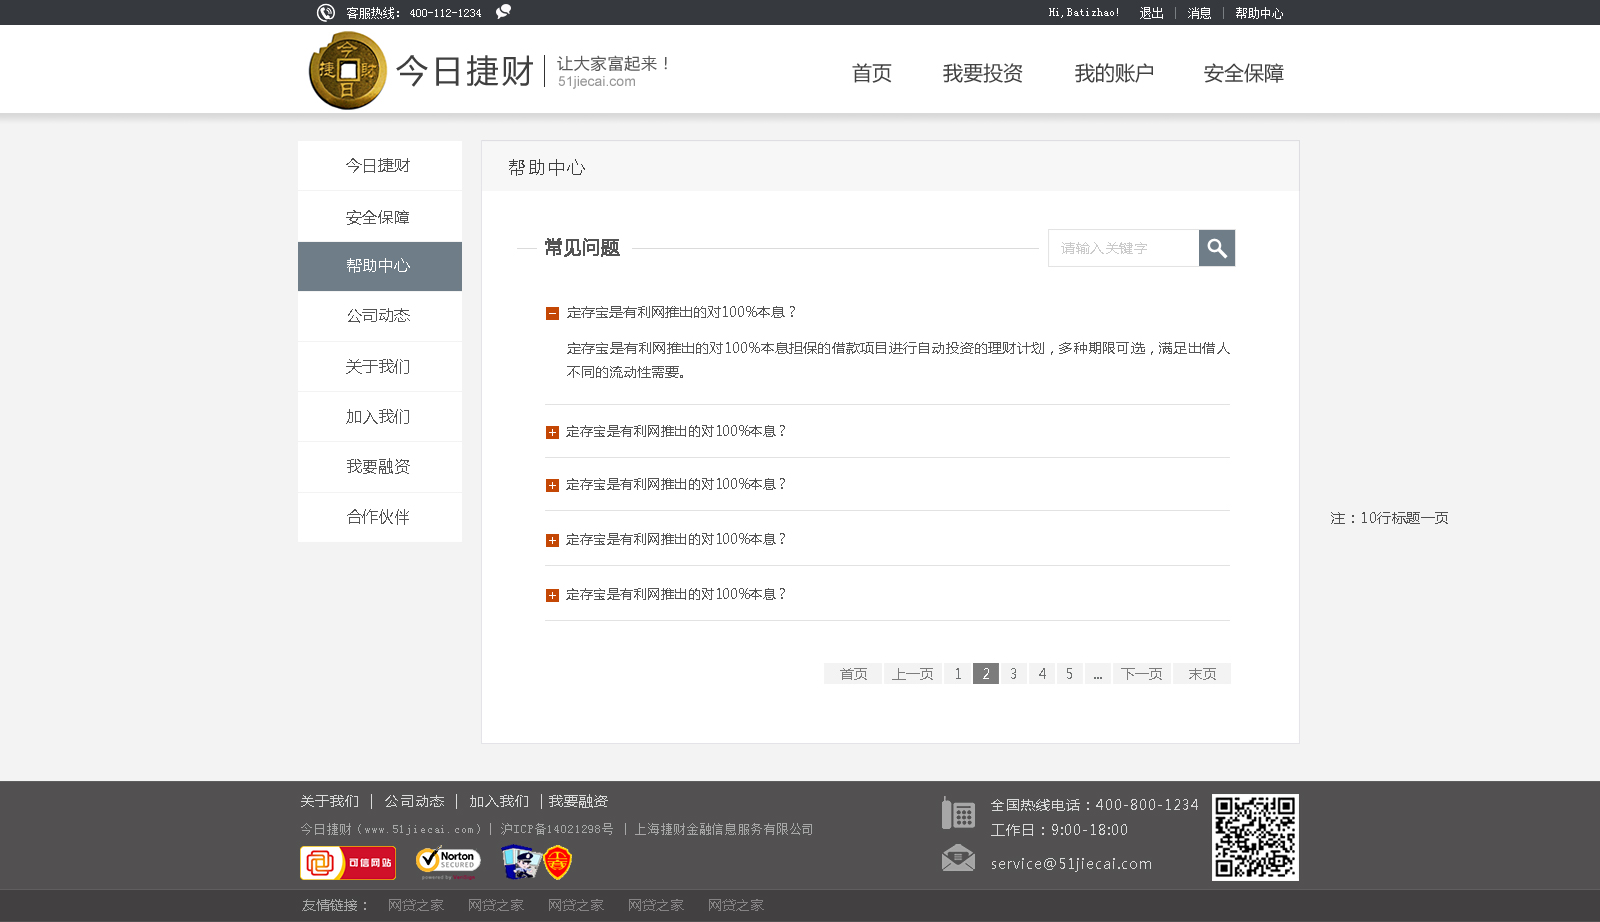 客服热线： 400-112-1234
Hi,Batizhao! 退出 | 消息 | 帮助中心
今日捷財
今日捷财 | 让大家富起来！
51jiecai.com
首页 我要投资 我的账户 安全保障
今日捷财
安全保障
帮助中心
公司动态
关于我们
加入我们
我要融资
合作伙伴
帮助中心
常见问题
请输入关键字
定存宝是有利网推出的对100%本息？
定存宝是有利网推出的对100%本息担保的借款项目进行自动投资的理财计划，多种期限可选，满足出借人
不同的流动性需要。
定存宝是有利网推出的对100%本息？
定存宝是有利网推出的对100%本息？
定存宝是有利网推出的对100%本息？
定存宝是有利网推出的对100%本息？
首页 上一页 1 2 3 4 5 ... 下一页 末页
注：10行标题一页
关于我们 | 公司动态 | 加入我们 | 我要融资
今日捷财（www.51jiecai.com）| 沪ICP备14021298号 | 上海捷财金融信息服务有限公司
可信网站
Norton
SECURED
powered by VeriSign
全国热线电话：400-800-1234
工作日：9:00-18:00
service@51jiecai.com
友情链接： 网贷之家 网贷之家 网贷之家 网贷之家 网贷之家